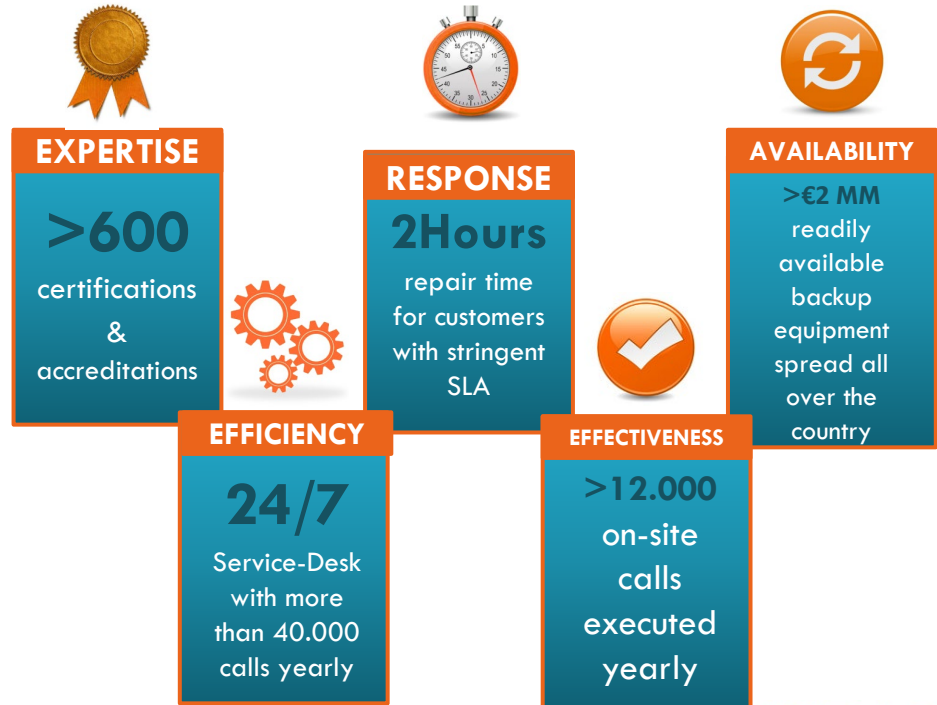 EXPERTISE
>600
certifications
&
accreditations
EFFICIENCY
24/7
Service-Desk
with more
than 40.000
calls yearly
RESPONSE
2Hours
repair time
for customers
with stringent
SLA
EFFECTIVENESS
>12.000
on-site
calls
executed
yearly
AVAILABILITY
>€2 MM
readily
available
backup
equipment
spread all
over the
country